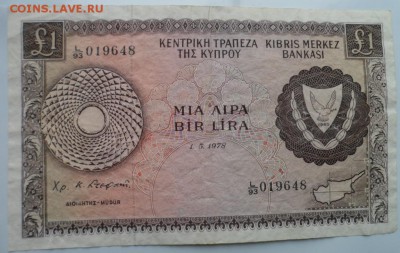 COINS.LAVE.RU
£1
L/93 019648
ΚΕΝΤΡΙΚΗ ΤΡΑΠΕΖΑ
ΤΗΣ ΚΥΠΡΟΥ
KIBRIS MERKEZ
BANKASI
£1
ΜΙΑ ΛΙΡΑ
BİR LİRA
1.5.1978
L/93 019648
ΔΙΟΙΚΗΤΗΣ-MÜDÜR